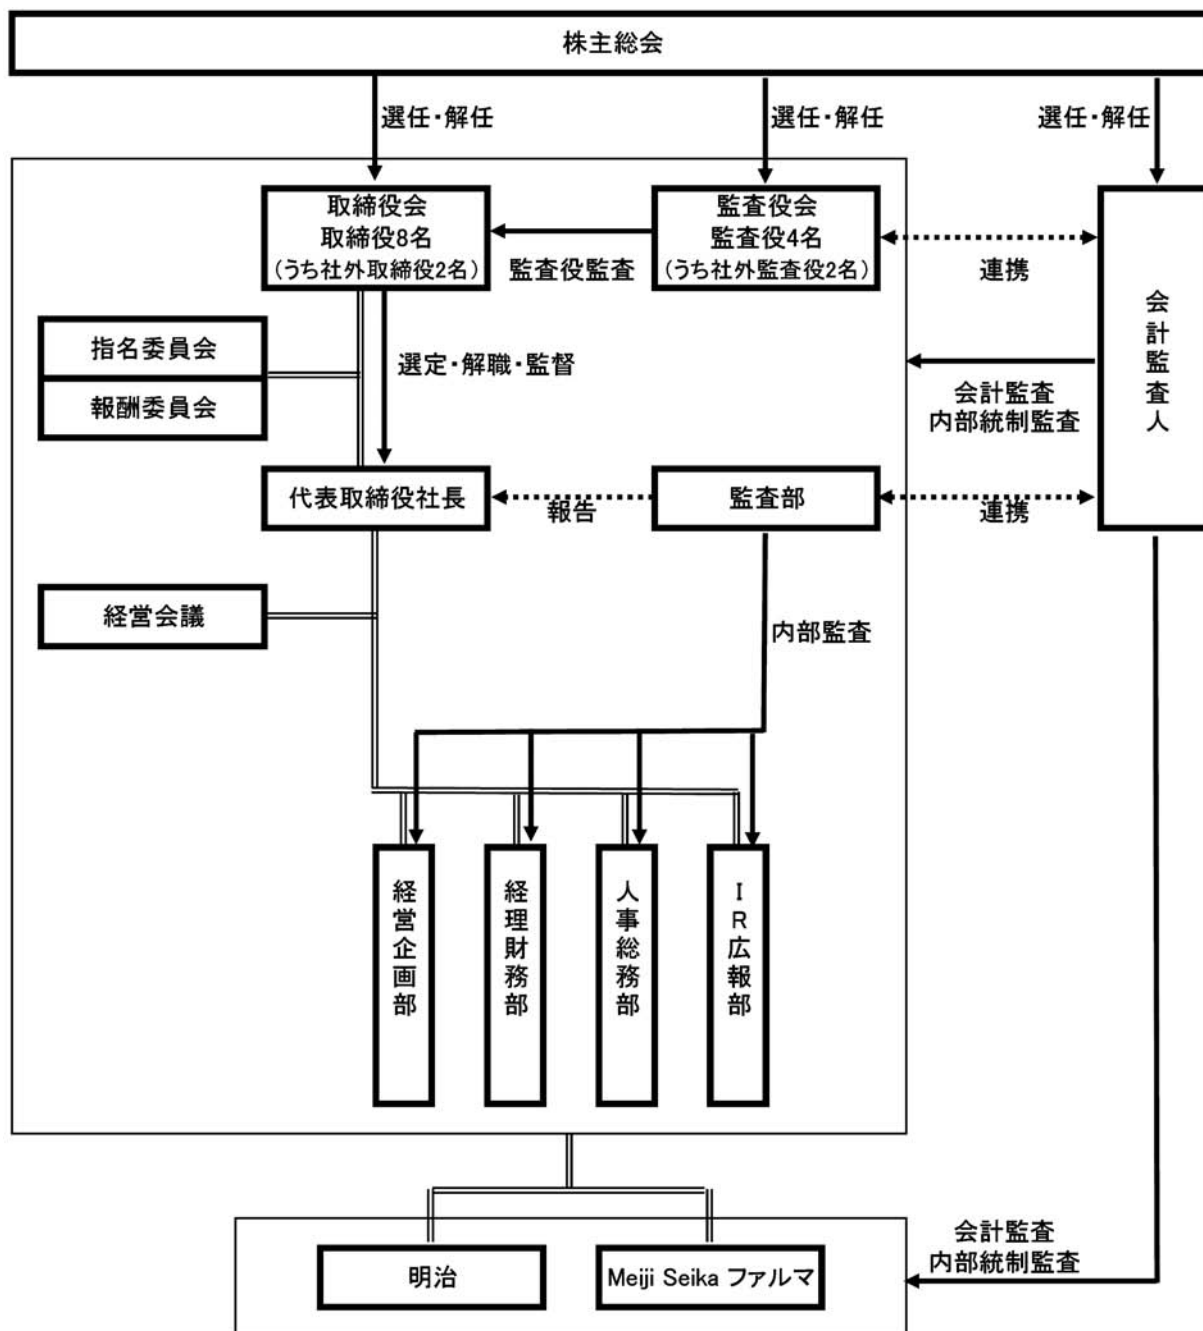 株主総会
選任・解任
選任・解任
選任・解任
取締役会
取締役8名
(うち社外取締役2名)
監査役監査
監査役会
監査役4名
(うち社外監査役2名)
連携
会計監査人
指名委員会
報酬委員会
選定・解職・監督
会計監査
内部統制監査
代表取締役社長
報告
監査部
連携
経営会議
内部監査
経営企画部
経理財務部
人事総務部
IR広報部
明治
Meiji Seika ファルマ
会計監査
内部統制監査